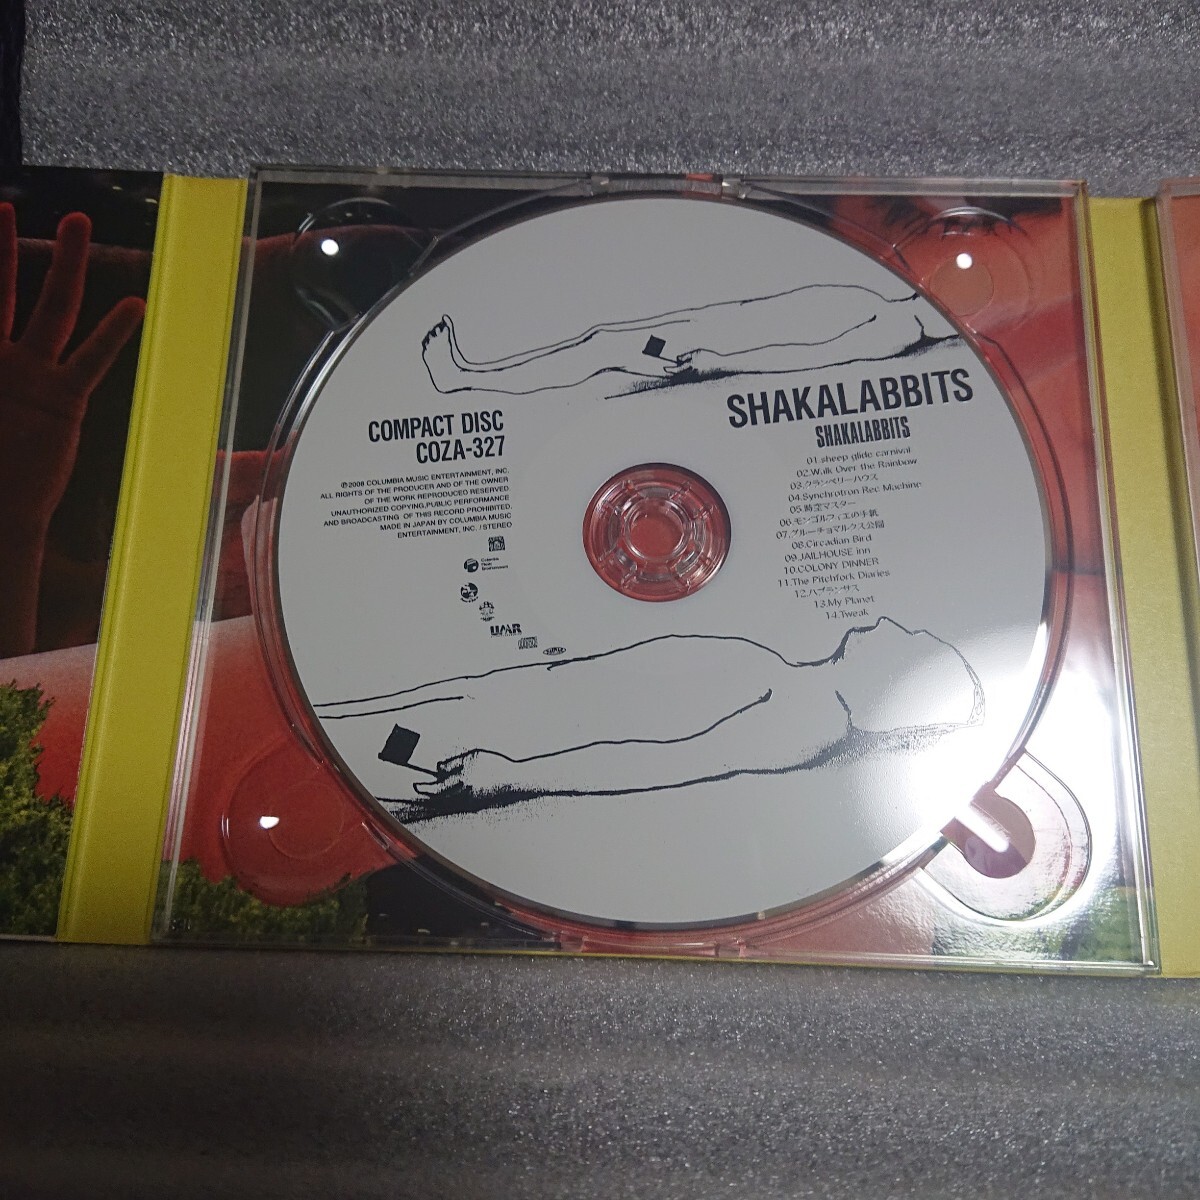 COMPACT DISC
COZA-327
℗2008 COLUMBIA MUSIC ENTERTAINMENT, INC.
ALL RIGHTS OF THE PRODUCER AND OF THE OWNER
OF THE WORK REPRODUCED RESERVED.
UNAUTHORIZED COPYING,PUBLIC PERFORMANCE
AND BROADCASTING OF THIS RECORD PROHIBITED.
MADE IN JAPAN BY COLUMBIA MUSIC
ENTERTAINMENT, INC. / STEREO
Columbia
Music
Entertainment
SHAKALABBITS
SHAKALABBITS
01.sheep glide carnival
02.Walk Over the Rainbow
03.クランベリーハウス
04.Synchrotron Rec Machine
05.時空マスター
06.モンゴルフィエの手紙
07.グルーチョマルクス公園
08.Circadian Bird
09.JAILHOUSE inn
10.COLONY DINNER
11.The Pitchfork Diaries
12.ハブランサス
13.My Planet
14.Tweak